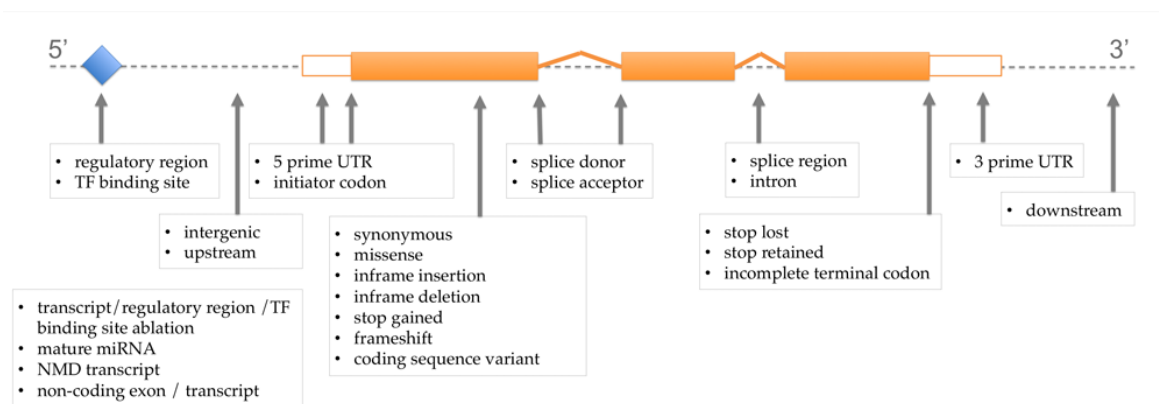 5’
3’
• regulatory region
• TF binding site
• 5 prime UTR
• initiator codon
• splice donor
• splice acceptor
• splice region
• intron
• 3 prime UTR
• intergenic
• upstream
• synonymous
• missense
• inframe insertion
• inframe deletion
• stop gained
• frameshift
• coding sequence variant
• stop lost
• stop retained
• incomplete terminal codon
• downstream
• transcript/regulatory region /TF
binding site ablation
• mature miRNA
• NMD transcript
• non-coding exon / transcript